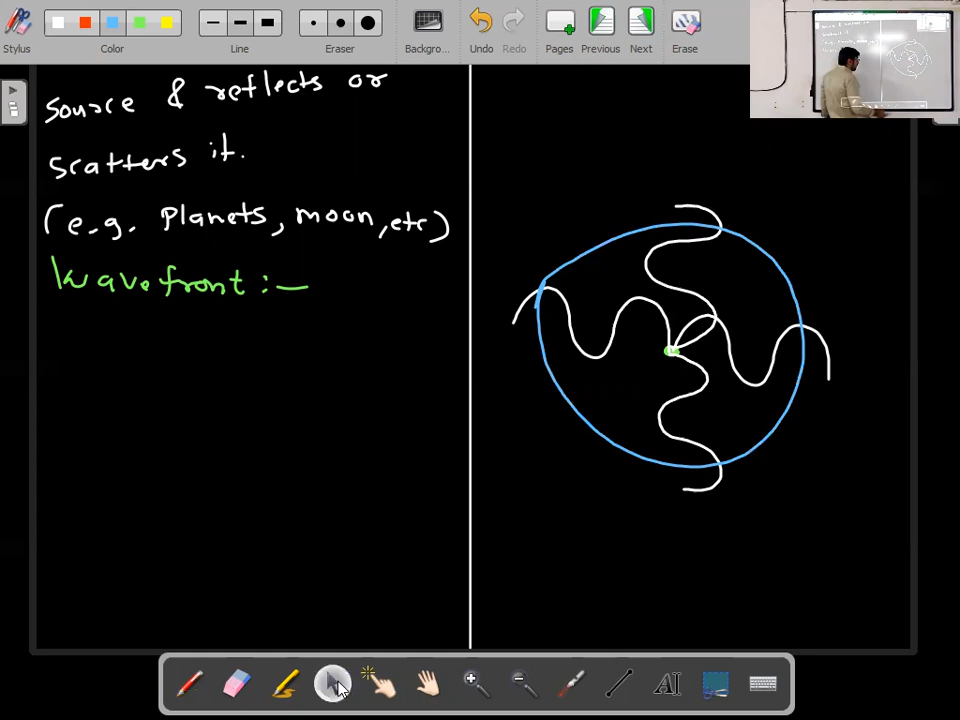 Stylus
Color
Line
Eraser
Backgro...
Undo
Redo
Pages
Previous
Next
Erase
Source & reflects or
scatters it.
(e.g. Planets, moon, etc)
Wavefront :—